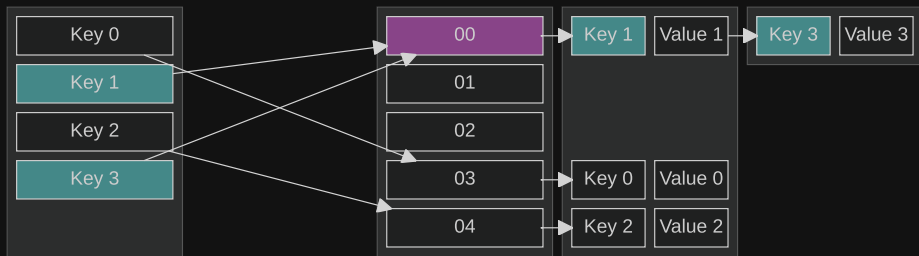 Key 0
Key 1
Key 2
Key 3
00
01
02
03
04
Key 1 Value 1
Key 0 Value 0
Key 2 Value 2
Key 3 Value 3